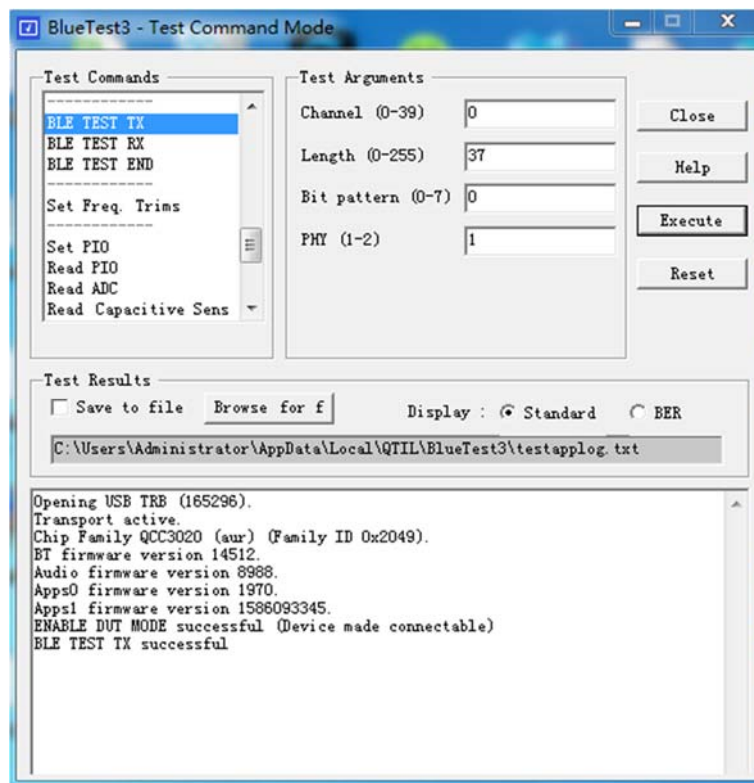 BlueTest3 - Test Command Mode
Test Commands
------------
BLE TEST TX
BLE TEST RX
BLE TEST END
------------
Set Freq. Trims
------------
Set PIO
Read PIO
Read ADC
Read Capacitive Sens
Test Arguments
Channel (0-39) 0
Length (0-255) 37
Bit pattern (0-7) 0
PHY (1-2) 1
Close
Help
Execute
Reset
Test Results
Save to file Browse for f Display : Standard BER
C:\Users\Administrator\AppData\Local\QTIL\BlueTest3\testapplog.txt
Opening USB TRB (165296).
Transport active.
Chip Family QCC3020 (aur) (Family ID 0x2049).
BT firmware version 14512.
Audio firmware version 8988.
Apps0 firmware version 1970.
Apps1 firmware version 1586093345.
ENABLE DUT MODE successful (Device made connectable)
BLE TEST TX successful